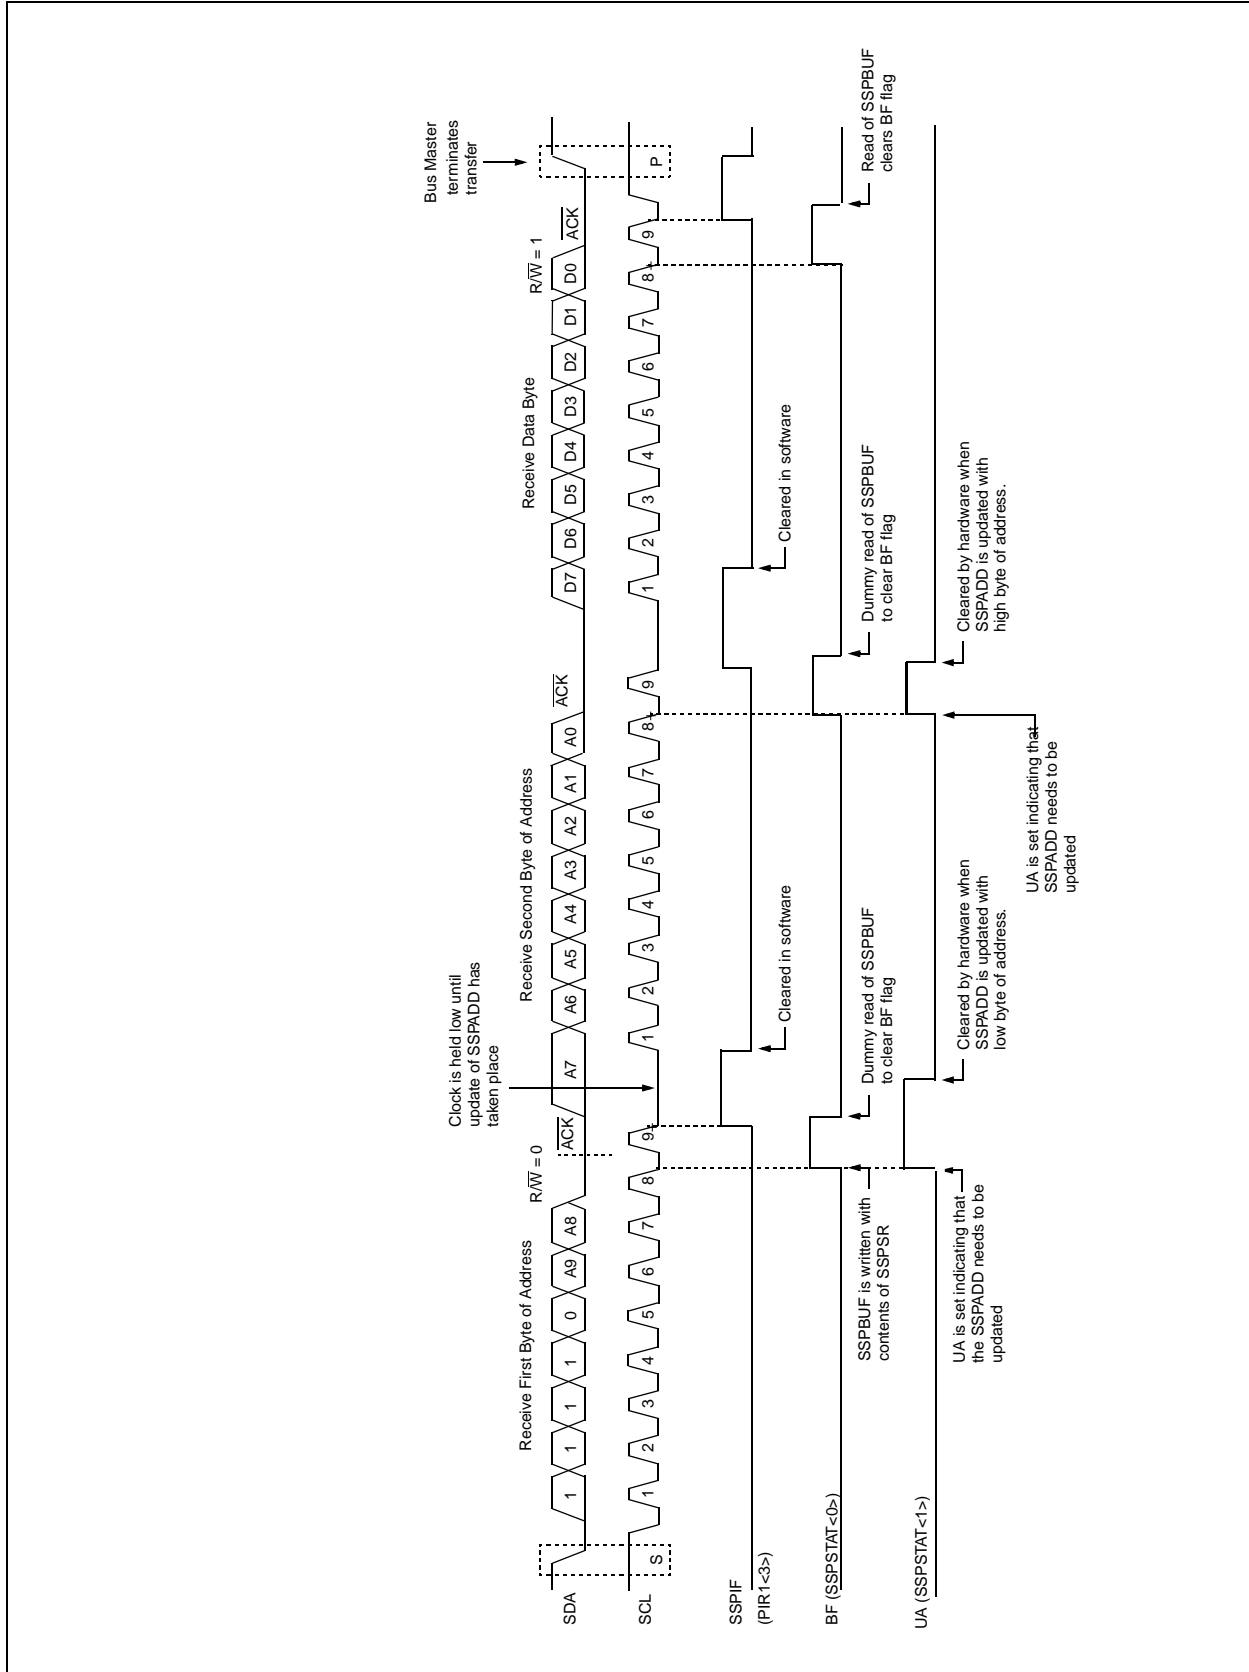 Bus Master
terminates
transfer
Clock is held low until
update of SSPADD has
taken place
Receive First Byte of Address
R/W̅ = 0
Receive Second Byte of Address
Receive Data Byte
R/W̅ = 1
SDA
1 1 1 1 0 A9 A8 A̅C̅K̅ A7 A6 A5 A4 A3 A2 A1 A0 A̅C̅K̅ D7 D6 D5 D4 D3 D2 D1 D0 A̅C̅K̅
SCL
S 1 2 3 4 5 6 7 8 9 1 2 3 4 5 6 7 8 9 1 2 3 4 5 6 7 8 9 P
SSPIF
(PIR1<3>)
Cleared in software
Cleared in software
BF (SSPSTAT<0>)
SSPBUF is written with
contents of SSPSR
Dummy read of SSPBUF
to clear BF flag
Dummy read of SSPBUF
to clear BF flag
Read of SSPBUF
clears BF flag
UA (SSPSTAT<1>)
UA is set indicating that
the SSPADD needs to be
updated
Cleared by hardware when
SSPADD is updated with
low byte of address.
UA is set indicating that
SSPADD needs to be
updated
Cleared by hardware when
SSPADD is updated with
high byte of address.